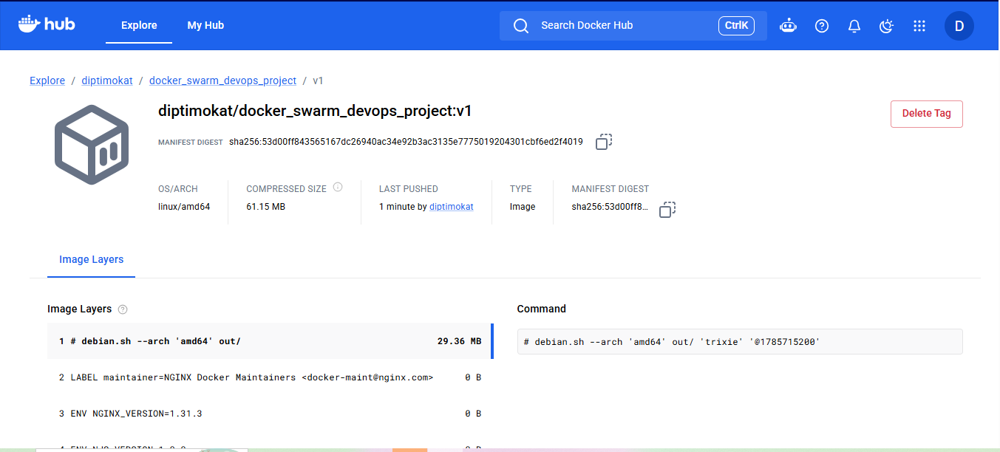 hub
Explore
My Hub
Search Docker Hub
CtrlK
D
Explore / diptimokat / docker_swarm_devops_project / v1
diptimokat/docker_swarm_devops_project:v1
Delete Tag
MANIFEST DIGEST sha256:53d00ff843565167dc26940ac34e92b3ac3135e7775019204301cbf6ed2f4019
OS/ARCH
linux/amd64
COMPRESSED SIZE
61.15 MB
LAST PUSHED
1 minute by diptimokat
TYPE
Image
MANIFEST DIGEST
sha256:53d00ff8…
Image Layers
Image Layers
1 # debian.sh --arch 'amd64' out/ 29.36 MB
2 LABEL maintainer=NGINX Docker Maintainers <docker-maint@nginx.com> 0 B
3 ENV NGINX_VERSION=1.31.3 0 B
Command
# debian.sh --arch 'amd64' out/ 'trixie' '@1785715200'